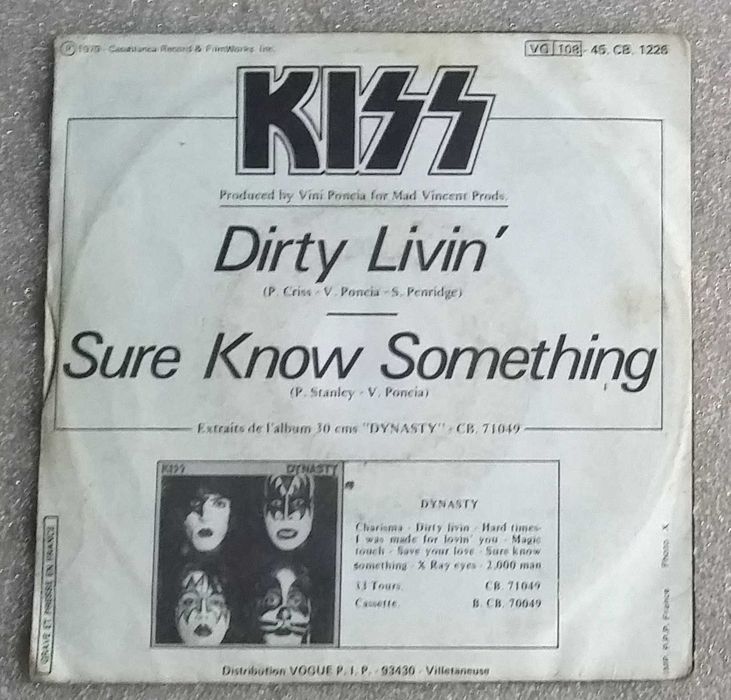 ℗ 1979 - Casablanca Record & FilmWorks Inc.
VG 108 - 45. CB. 1226
KISS
Produced by Vini Poncia for Mad Vincent Prods.
Dirty Livin'
(P. Criss - V. Poncia - S. Penridge)
Sure Know Something
(P. Stanley - V. Poncia)
Extraits de l'album 30 cms "DYNASTY" - CB. 71049
KISS DYNASTY
DYNASTY
Charisma - Dirty livin - Hard times-
I was made for lovin' you - Magic
touch - Save your love - Sure know
something - X Ray eyes - 2,000 man
33 Tours. CB. 71049
Cassette. B. CB. 70049
GRAVE ET PRESSE EN FRANCE
IMP. P.P.P. France Photo. X
Distribution VOGUE P. I. P. - 93430 - Villetaneuse